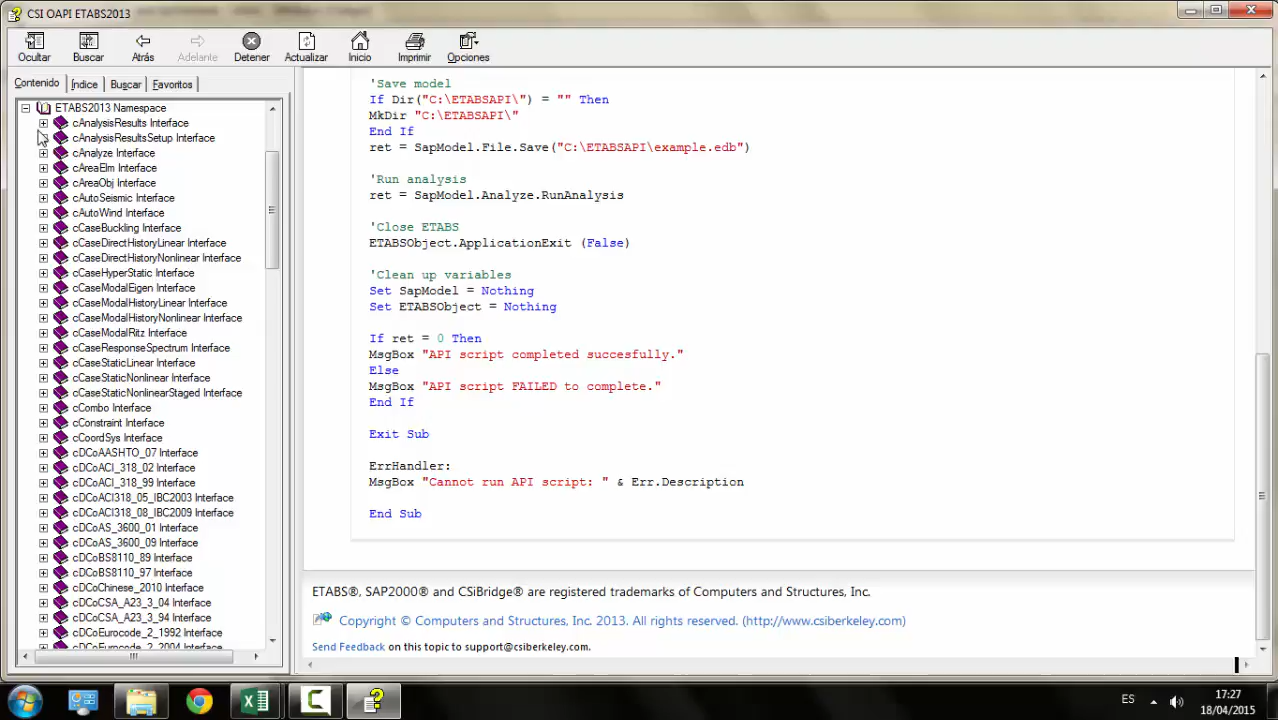 CSI OAPI ETABS2013
Ocultar Buscar Atrás Adelante Detener Actualizar Inicio Imprimir Opciones
Contenido Índice Buscar Favoritos
ETABS2013 Namespace
cAnalysisResults Interface
cAnalysisResultsSetup Interface
cAnalyze Interface
cAreaElm Interface
cAreaObj Interface
cAutoSeismic Interface
cAutoWind Interface
cCaseBuckling Interface
cCaseDirectHistoryLinear Interface
cCaseDirectHistoryNonlinear Interface
cCaseHyperStatic Interface
cCaseModalEigen Interface
cCaseModalHistoryLinear Interface
cCaseModalHistoryNonlinear Interface
cCaseModalRitz Interface
cCaseResponseSpectrum Interface
cCaseStaticLinear Interface
cCaseStaticNonlinear Interface
cCaseStaticNonlinearStaged Interface
cCombo Interface
cConstraint Interface
cCoordSys Interface
cDCoAASHTO_07 Interface
cDCoACI_318_02 Interface
cDCoACI_318_99 Interface
cDCoACI318_05_IBC2003 Interface
cDCoACI318_08_IBC2009 Interface
cDCoAS_3600_01 Interface
cDCoAS_3600_09 Interface
cDCoBS8110_89 Interface
cDCoBS8110_97 Interface
cDCoChinese_2010 Interface
cDCoCSA_A23_3_04 Interface
cDCoCSA_A23_3_94 Interface
cDCoEurocode_2_1992 Interface
cDCoEurocode_2_2004 Interface
'Save model
If Dir("C:\ETABSAPI\") = "" Then
MkDir "C:\ETABSAPI\"
End If
ret = SapModel.File.Save("C:\ETABSAPI\example.edb")
'Run analysis
ret = SapModel.Analyze.RunAnalysis
'Close ETABS
ETABSObject.ApplicationExit (False)
'Clean up variables
Set SapModel = Nothing
Set ETABSObject = Nothing
If ret = 0 Then
MsgBox "API script completed succesfully."
Else
MsgBox "API script FAILED to complete."
End If
Exit Sub
ErrHandler:
MsgBox "Cannot run API script: " & Err.Description
End Sub
ETABS®, SAP2000® and CSiBridge® are registered trademarks of Computers and Structures, Inc.
Copyright © Computers and Structures, Inc. 2013. All rights reserved. (http://www.csiberkeley.com)
Send Feedback on this topic to support@csiberkeley.com.
ES
17:27
18/04/2015